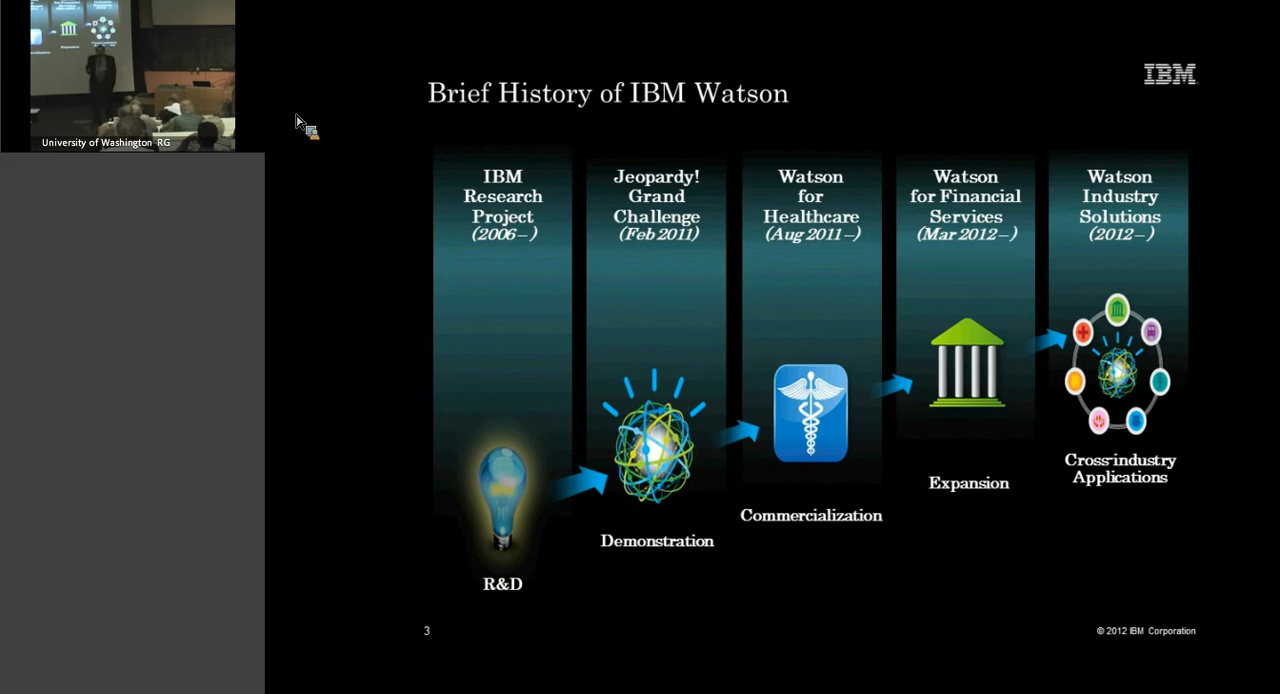 University of Washington RG
IBM
Brief History of IBM Watson
IBM
Research
Project
(2006–)
Jeopardy!
Grand
Challenge
(Feb 2011)
Watson
for
Healthcare
(Aug 2011–)
Watson
for Financial
Services
(Mar 2012–)
Watson
Industry
Solutions
(2012–)
R&D
Demonstration
Commercialization
Expansion
Cross-industry
Applications
3
© 2012 IBM Corporation